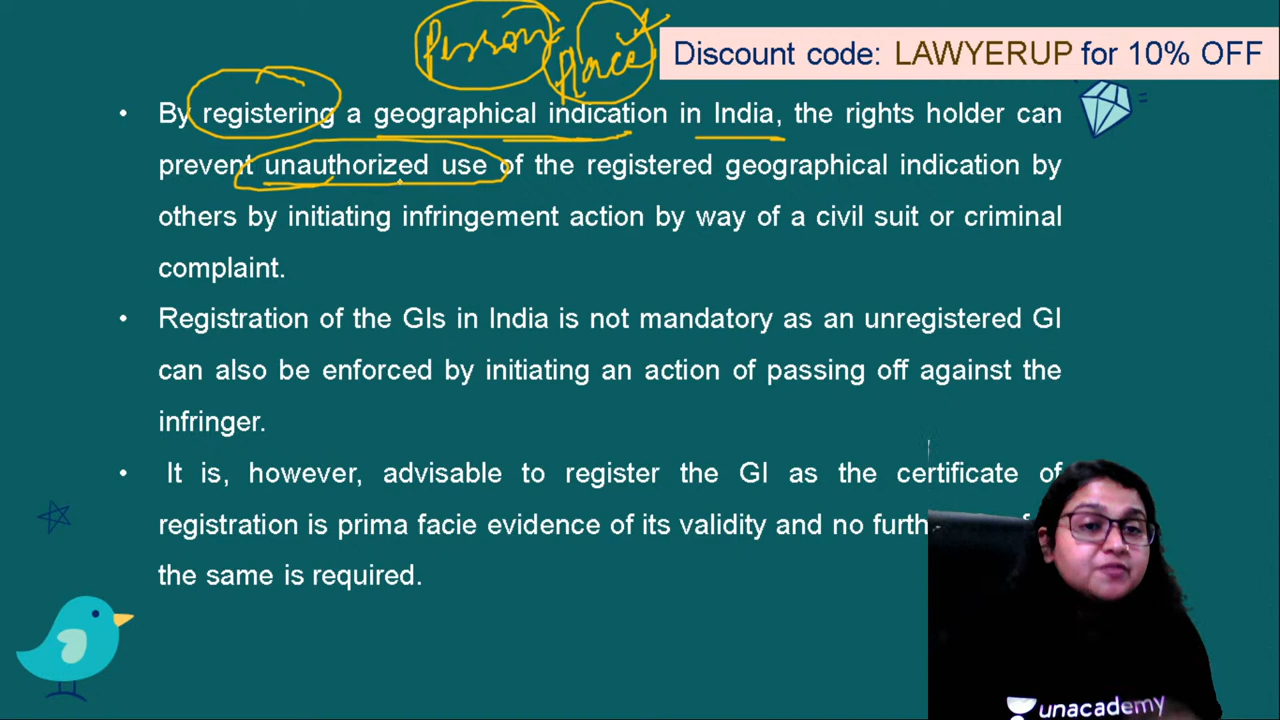 person
place
Discount code: LAWYERUP for 10% OFF
• By registering a geographical indication in India, the rights holder can
prevent unauthorized use of the registered geographical indication by
others by initiating infringement action by way of a civil suit or criminal
complaint.
• Registration of the GIs in India is not mandatory as an unregistered GI
can also be enforced by initiating an action of passing off against the
infringer.
• It is, however, advisable to register the GI as the certificate of
registration is prima facie evidence of its validity and no
the same is required.
unacademy